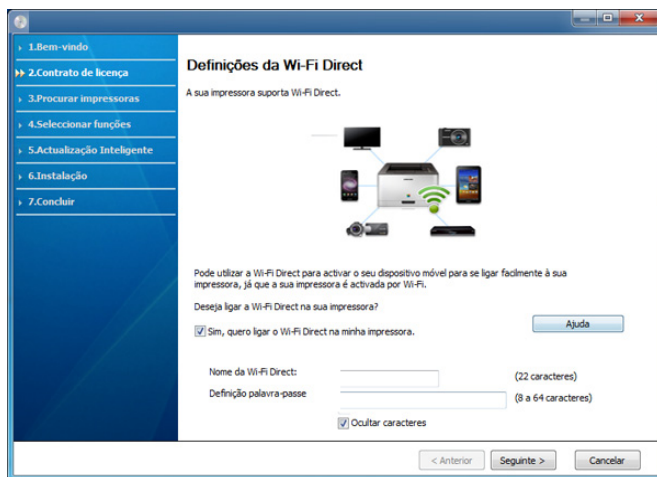 1.Bem-vindo
2.Contrato de licença
3.Procurar impressoras
4.Seleccionar funções
5.Actualização Inteligente
6.Instalação
7.Concluir
Definições da Wi-Fi Direct
A sua impressora suporta Wi-Fi Direct.
Pode utilizar a Wi-Fi Direct para activar o seu dispositivo móvel para se ligar facilmente à sua
impressora, já que a sua impressora é activada por Wi-Fi.
Deseja ligar a Wi-Fi Direct na sua impressora?
Sim, quero ligar o Wi-Fi Direct na minha impressora.
Ajuda
Nome da Wi-Fi Direct: (22 caracteres)
Definição palavra-passe (8 a 64 caracteres)
Ocultar caracteres
< Anterior Seguinte > Cancelar